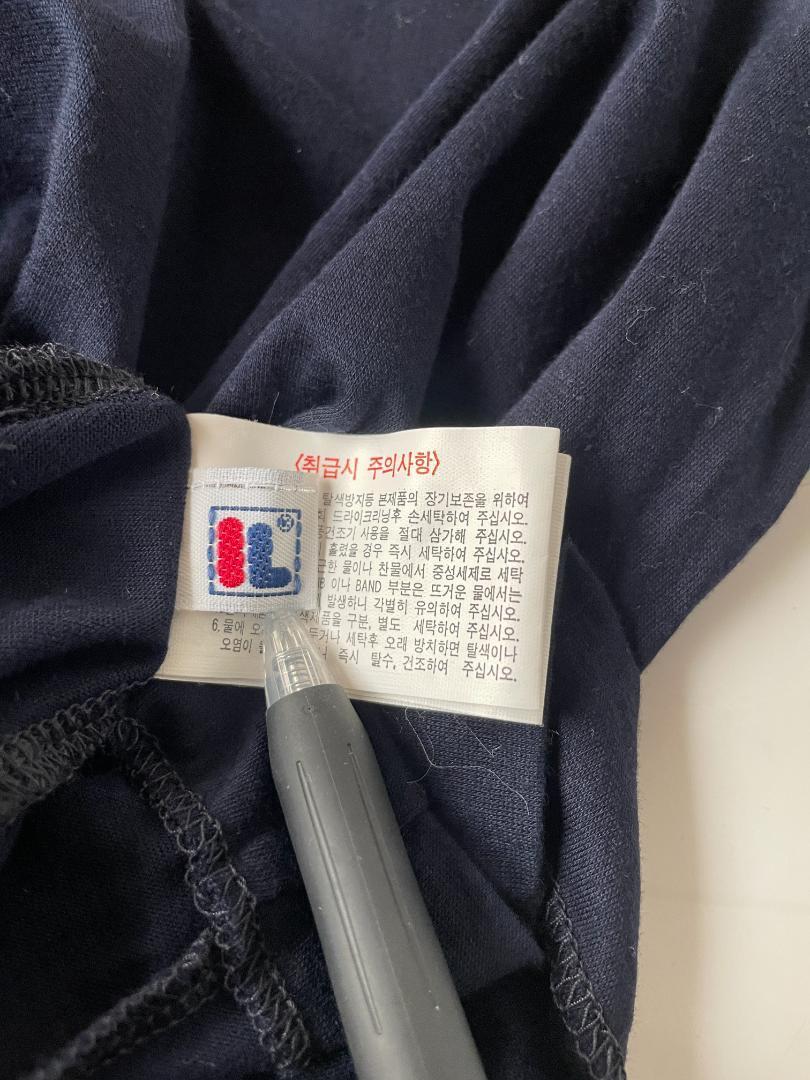 <취급시 주의사항>
탈색방지등 본제품의 장기보존을 위하여
드라이크리닝후 손세탁하여 주십시오.
건조기 사용을 절대 삼가해 주십시오.
흘렸을 경우 즉시 세탁하여 주십시오.
물이나 찬물에서 중성세제로 세탁
이나 BAND 부분은 뜨거운 물에서는
발생하니 각별히 유의하여 주십시오.
구분, 별도 세탁하여 주십시오.
6.물에 두거나 세탁후 오래 방치하면 탈색이나
오염이 즉시 탈수, 건조하여 주십시오.
IL®